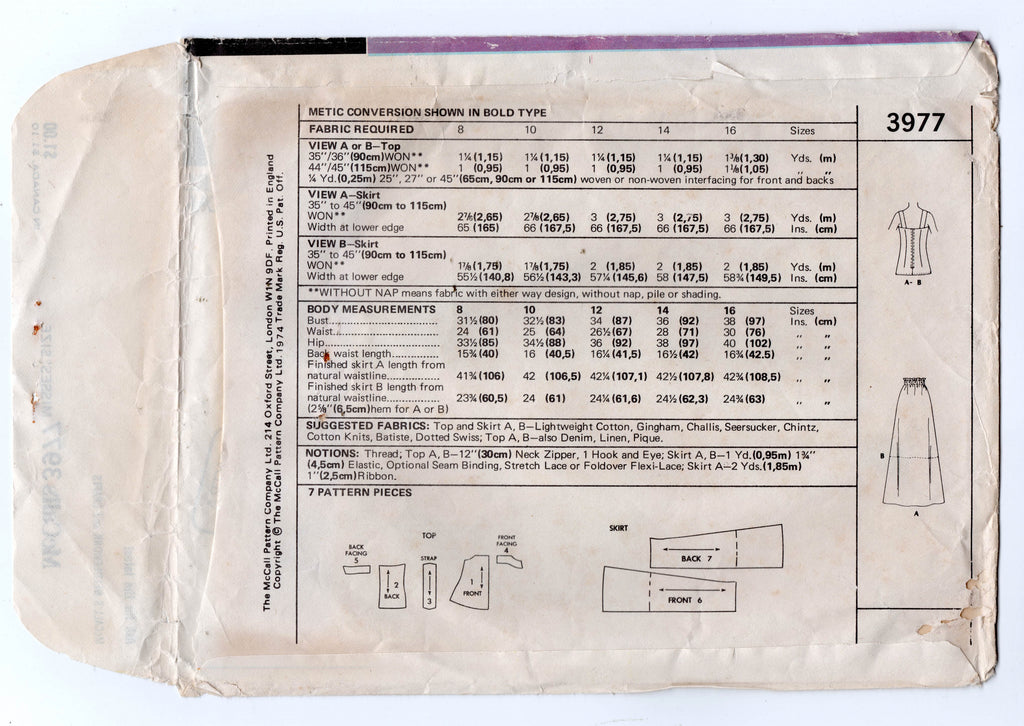 METIC CONVERSION SHOWN IN BOLD TYPE
FABRIC REQUIRED 8 10 12 14 16 Sizes
VIEW A or B—Top
35"/36"(90cm)WON** 1¼(1,15) 1¼(1,15) 1¼(1,15) 1¼(1,15) 1⅜(1,30) Yds. (m)
44"/45"(115cm)WON** 1 (0,95) 1 (0,95) 1 (0,95) 1 (0,95) 1⅛(1,05) " "
¼ Yd.(0,25m) 25", 27" or 45"(65cm, 90cm or 115cm) woven or non-woven interfacing for front and backs
VIEW A—Skirt
35" to 45"(90cm to 115cm)
WON** 2⅞(2,65) 2⅞(2,65) 3 (2,75) 3 (2,75) 3 (2,75) Yds. (m)
Width at lower edge 65 (165) 66 (167,5) 66 (167,5) 66 (167,5) 66 (167,5) Ins. (cm)
VIEW B—Skirt
35" to 45"(90cm to 115cm)
WON** 1⅞(1,75) 1⅞(1,75) 2 (1,85) 2 (1,85) 2 (1,85) Yds. (m)
Width at lower edge 55½(140,8) 56½(143,3) 57¼(145,6) 58 (147,5) 58¾(149,5) Ins. (cm)
**WITHOUT NAP means fabric with either way design, without nap, pile or shading.
BODY MEASUREMENTS 8 10 12 14 16 Sizes
Bust 31½(80) 32½(83) 34 (87) 36 (92) 38 (97) Ins. (cm)
Waist 24 (61) 25 (64) 26½(67) 28 (71) 30 (76) " "
Hip 33½(85) 34½(88) 36 (92) 38 (97) 40 (102) " "
Back waist length 15¾(40) 16 (40,5) 16¼(41,5) 16½(42) 16¾(42.5) " "
Finished skirt A length from
natural waistline 41¾(106) 42 (106,5) 42¼(107,1) 42½(107,8) 42¾(108,5) " "
Finished skirt B length from
natural waistline 23¾(60,5) 24 (61) 24¼(61,6) 24½(62,3) 24¾(63) " "
(2⅝"(6,5cm)hem for A or B)
SUGGESTED FABRICS: Top and Skirt A, B—Lightweight Cotton, Gingham, Challis, Seersucker, Chintz,
Cotton Knits, Batiste, Dotted Swiss; Top A, B—also Denim, Linen, Pique.
NOTIONS: Thread; Top A, B—12"(30cm) Neck Zipper, 1 Hook and Eye; Skirt A, B—1 Yd.(0,95m) 1¾"
(4,5cm) Elastic, Optional Seam Binding, Stretch Lace or Foldover Flexi-Lace; Skirt A—2 Yds.(1,85m)
1"(2,5cm)Ribbon.
7 PATTERN PIECES
TOP
BACK
FACING
5
2
BACK
STRAP
3
1
FRONT
FRONT
FACING
4
SKIRT
BACK 7
FRONT 6
3977
A- B
B
A
The McCall Pattern Company Ltd. 214 Oxford Street, London W1N 9DF. Printed in England
Copyright © The McCall Pattern Company Ltd. 1974 Trade Mark Reg. U.S. Pat. Off.